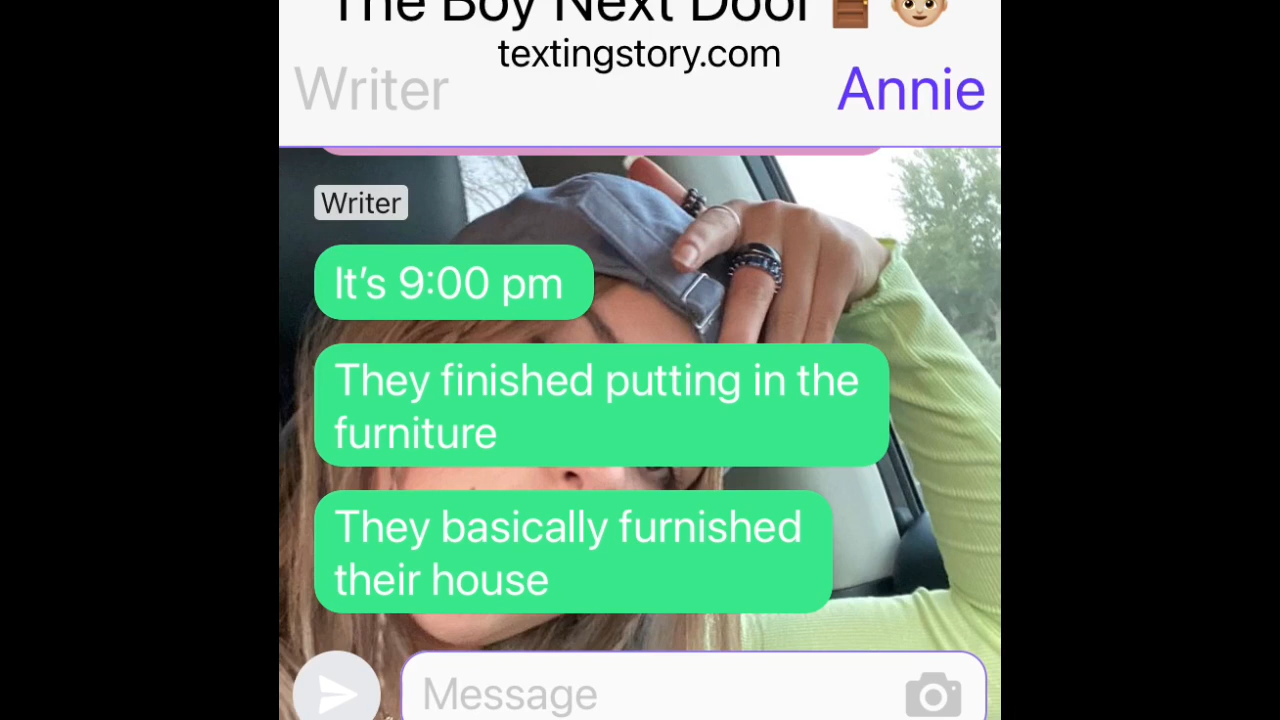 The Boy Next Door
textingstory.com
Writer
Annie
Writer
It’s 9:00 pm
They finished putting in the
furniture
They basically furnished
their house
Message